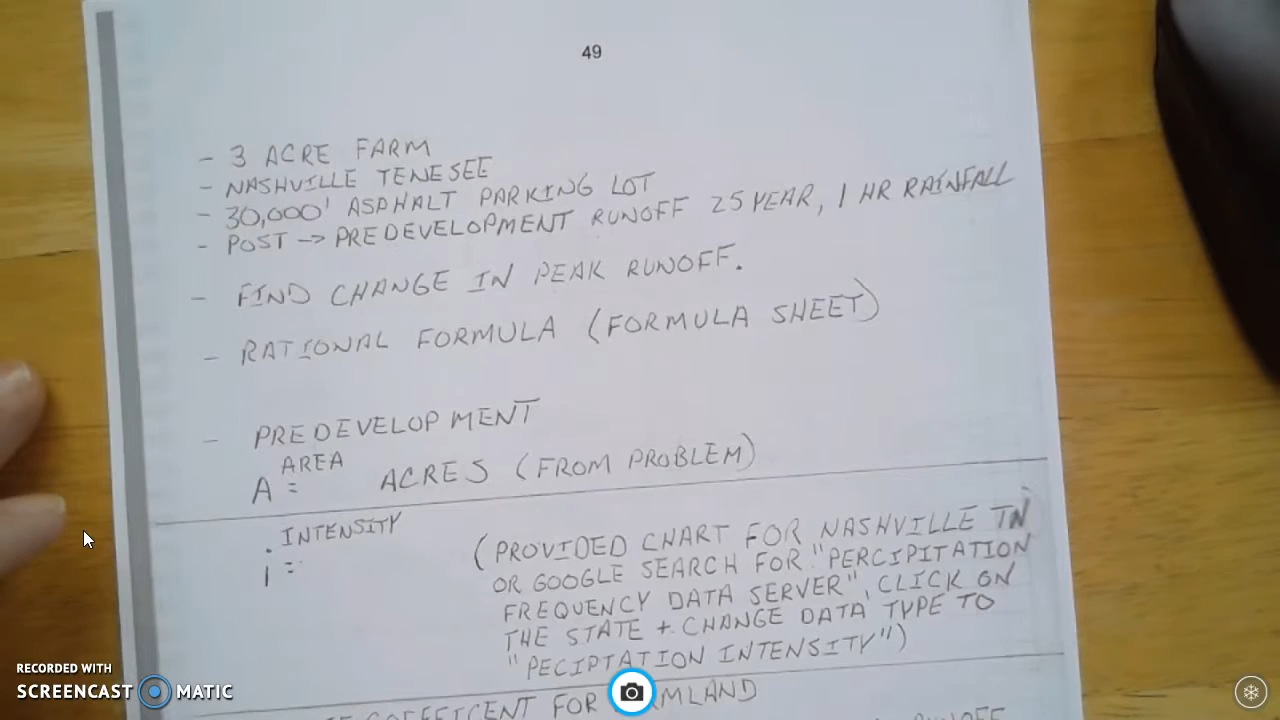 49
- 3 ACRE FARM
- NASHVILLE TENESEE
- 30,000' ASPHALT PARKING LOT
- POST → PREDEVELOPMENT RUNOFF 25 YEAR, 1 HR RAINFALL
- FIND CHANGE IN PEAK RUNOFF.
- RATIONAL FORMULA (FORMULA SHEET)
- PREDEVELOPMENT
AREA
A = ACRES (FROM PROBLEM)
INTENSITY
i = (PROVIDED CHART FOR NASHVILLE TN
OR GOOGLE SEARCH FOR "PERCIPITATION
FREQUENCY DATA SERVER", CLICK ON
THE STATE + CHANGE DATA TYPE TO
"PECIPTATION INTENSITY")
COFFICENT FOR
RUNOFF
RECORDED WITH
SCREENCAST MATIC